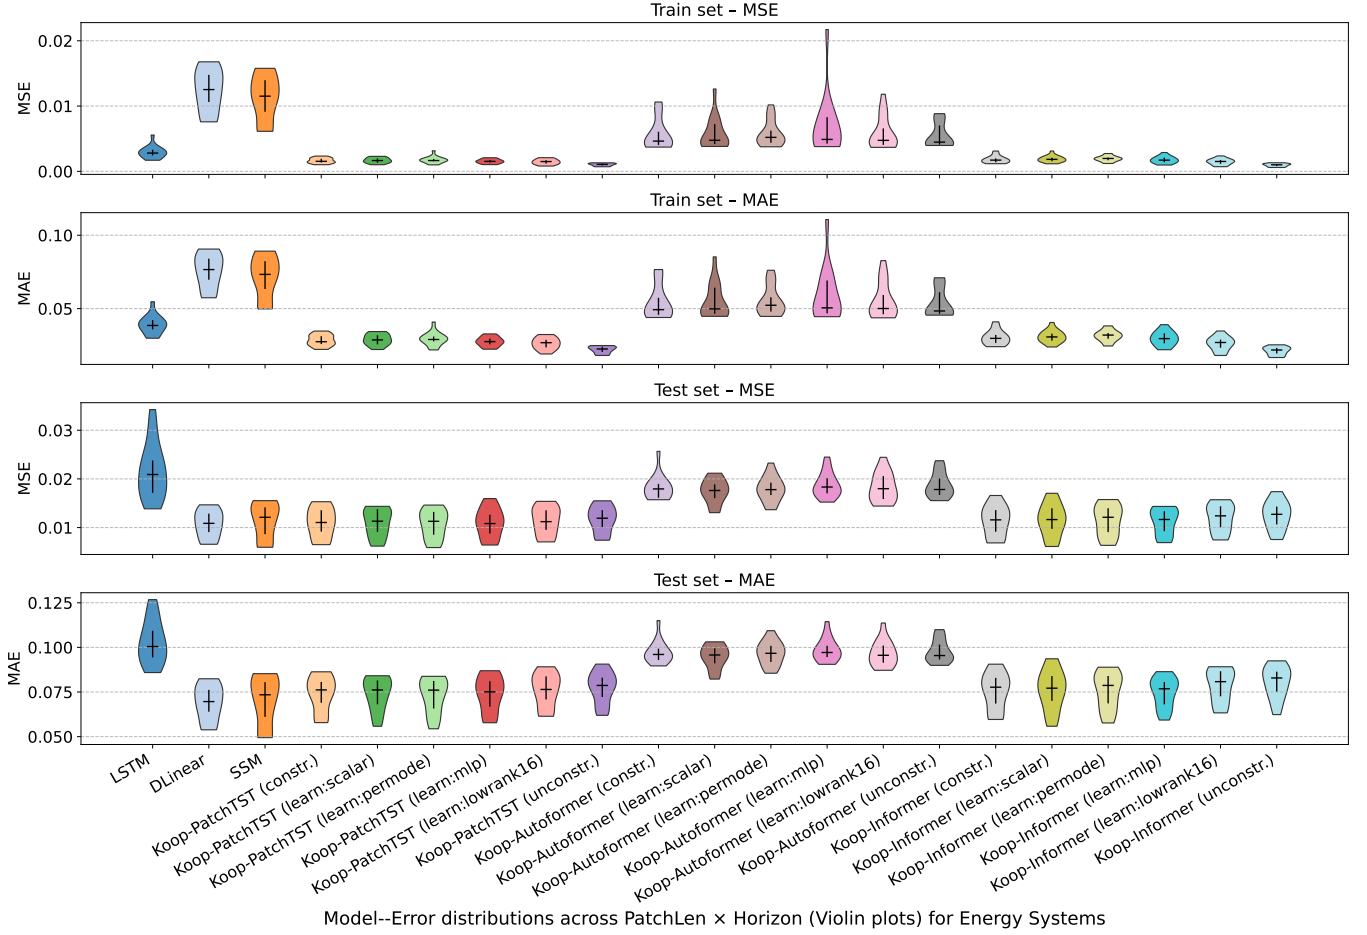 Train set – MSE
MSE
0.02
0.01
0.00
Train set – MAE
MAE
0.10
0.05
Test set – MSE
MSE
0.03
0.02
0.01
Test set – MAE
MAE
0.125
0.100
0.075
0.050
LSTM
DLinear
SSM
Koop-PatchTST (constr.)
Koop-PatchTST (learn:scalar)
Koop-PatchTST (learn:permode)
Koop-PatchTST (learn:mlp)
Koop-PatchTST (learn:lowrank16)
Koop-PatchTST (unconstr.)
Koop-Autoformer (constr.)
Koop-Autoformer (learn:scalar)
Koop-Autoformer (learn:permode)
Koop-Autoformer (learn:mlp)
Koop-Autoformer (learn:lowrank16)
Koop-Autoformer (unconstr.)
Koop-Informer (constr.)
Koop-Informer (learn:scalar)
Koop-Informer (learn:permode)
Koop-Informer (learn:mlp)
Koop-Informer (learn:lowrank16)
Koop-Informer (unconstr.)
Model--Error distributions across PatchLen × Horizon (Violin plots) for Energy Systems